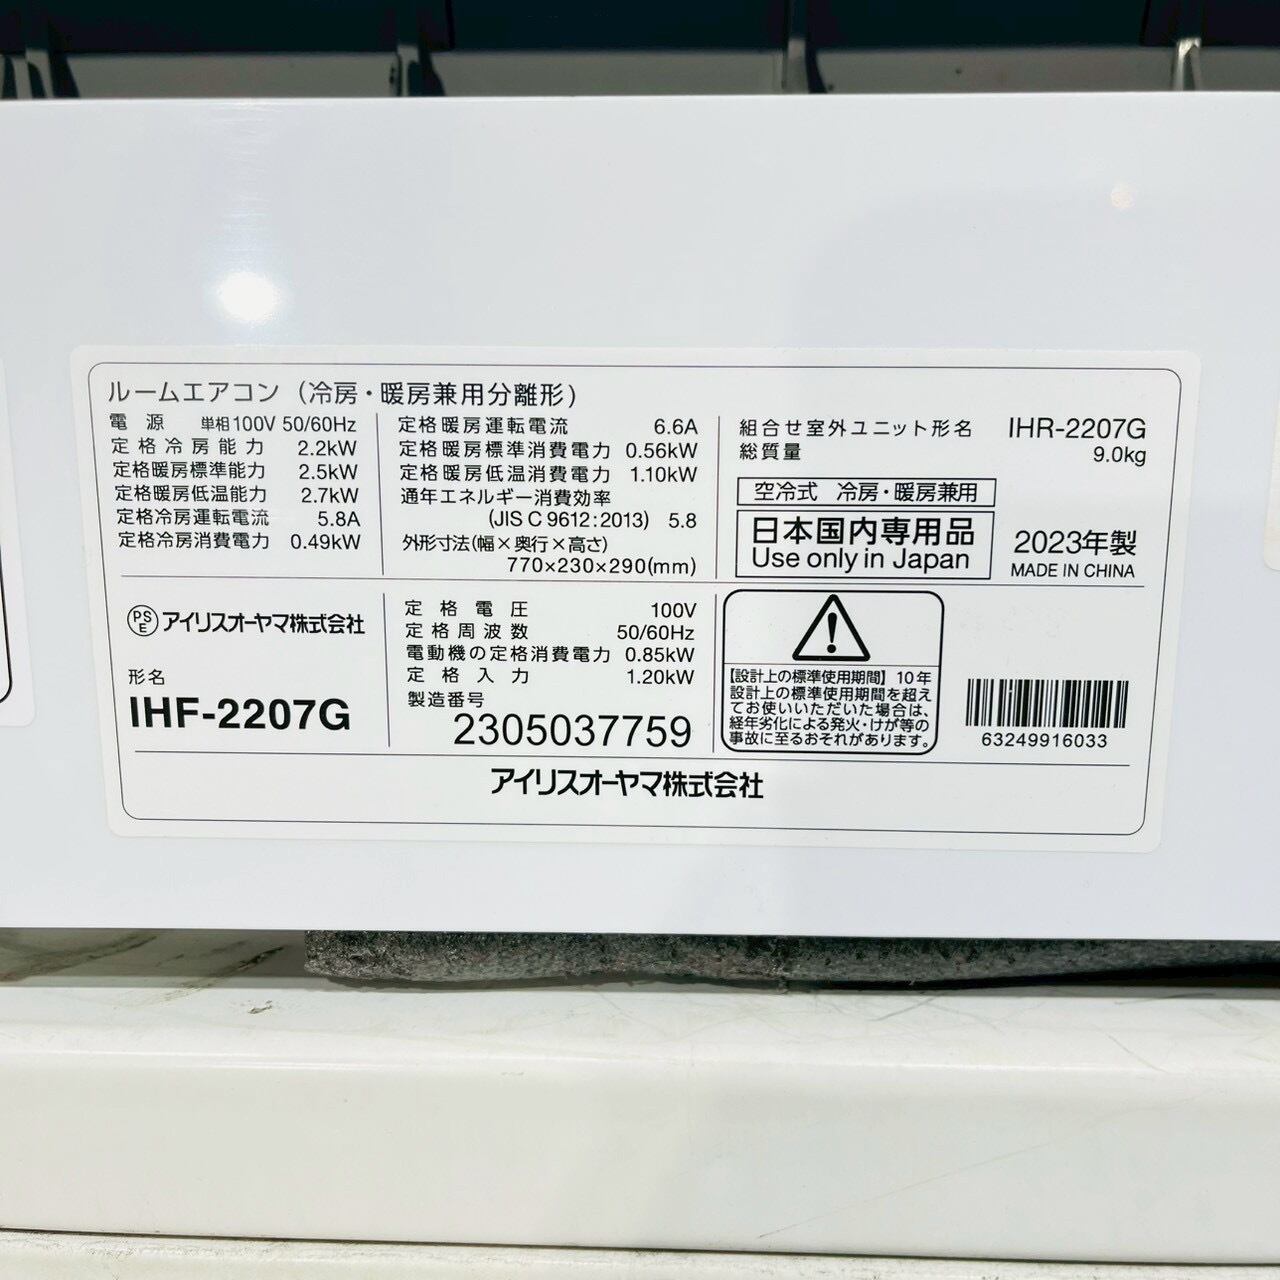 ルームエアコン（冷房・暖房兼用分離形）
電源 単相100V 50/60Hz
定格冷房能力 2.2kW
定格暖房標準能力 2.5kW
定格暖房低温能力 2.7kW
定格冷房運転電流 5.8A
定格冷房消費電力 0.49kW
定格暖房運転電流 6.6A
定格暖房標準消費電力 0.56kW
定格暖房低温消費電力 1.10kW
通年エネルギー消費効率
(JIS C 9612:2013) 5.8
外形寸法(幅×奥行×高さ)
770×230×290(mm)
組合せ室外ユニット形名 IHR-2207G
総質量 9.0kg
空冷式 冷房・暖房兼用
日本国内専用品
Use only in Japan
2023年製
MADE IN CHINA
PSE アイリスオーヤマ株式会社
形名
IHF-2207G
定格電圧 100V
定格周波数 50/60Hz
電動機の定格消費電力 0.85kW
定格入力 1.20kW
製造番号
2305037759
【設計上の標準使用期間】10年
設計上の標準使用期間を超え
てお使いいただいた場合は、
経年劣化による発火・けが等の
事故に至るおそれがあります。
63249916033
アイリスオーヤマ株式会社